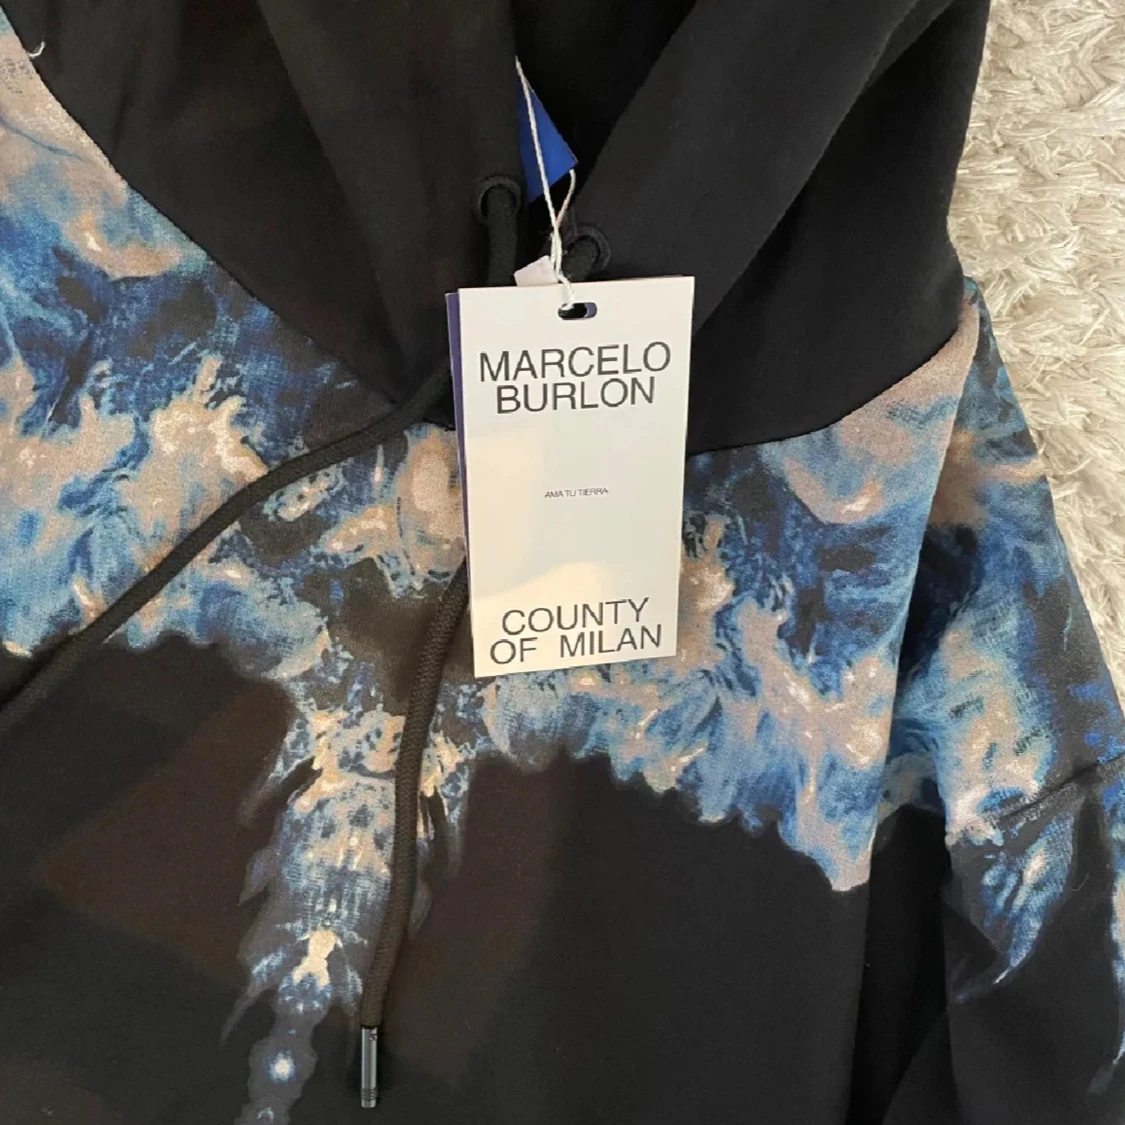 MARCELO
BURLON
AMA TU TIERRA
COUNTY
OF MILAN